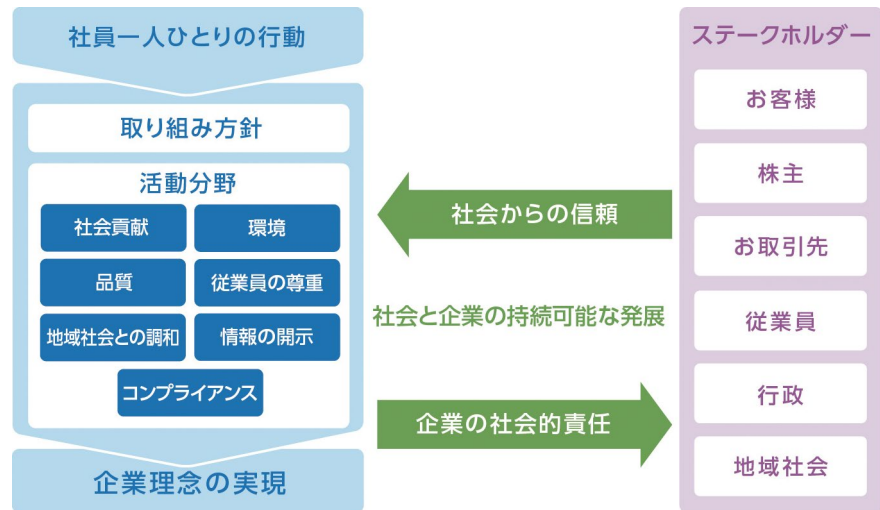 社員一人ひとりの行動
取り組み方針
活動分野
社会貢献
環境
品質
従業員の尊重
地域社会との調和
情報の開示
コンプライアンス
企業理念の実現
社会からの信頼
社会と企業の持続可能な発展
企業の社会的責任
ステークホルダー
お客様
株主
お取引先
従業員
行政
地域社会